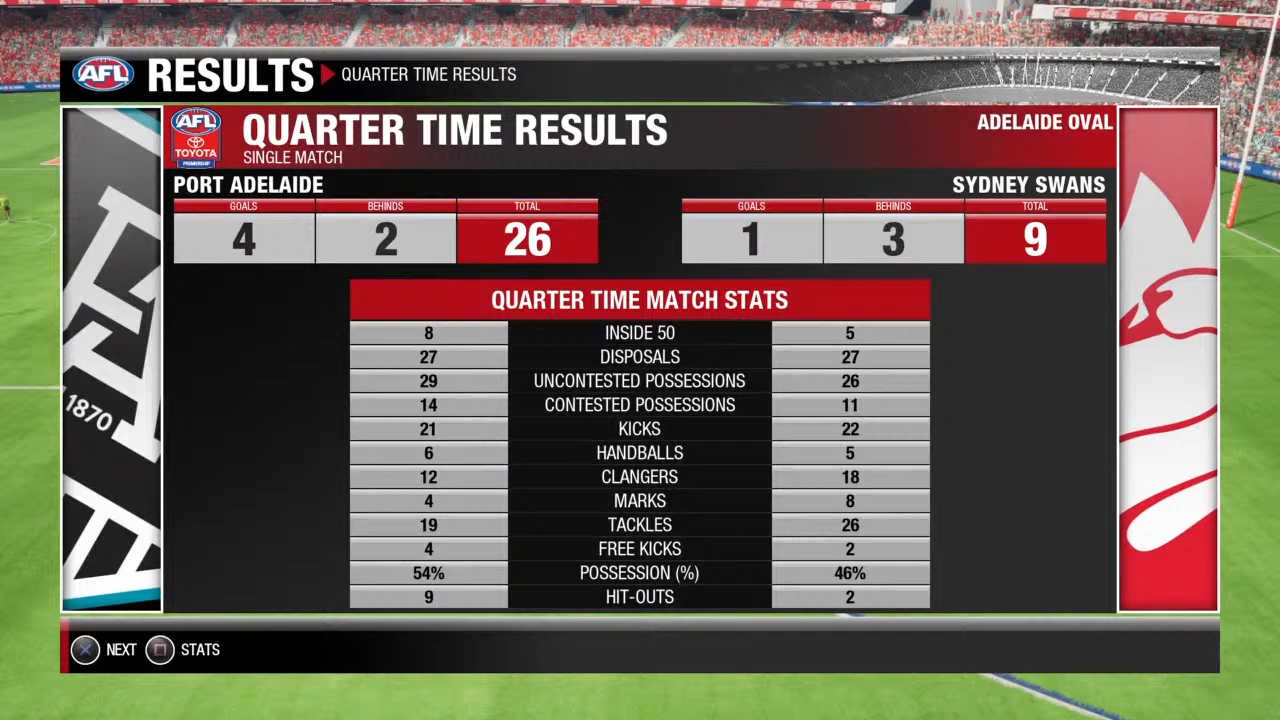 AFL RESULTS QUARTER TIME RESULTS
AFL TOYOTA PREMIERSHIP
QUARTER TIME RESULTS
ADELAIDE OVAL
SINGLE MATCH
PORT ADELAIDE
SYDNEY SWANS
GOALS BEHINDS TOTAL GOALS BEHINDS TOTAL
4 2 26 1 3 9
QUARTER TIME MATCH STATS
8 INSIDE 50 5
27 DISPOSALS 27
29 UNCONTESTED POSSESSIONS 26
14 CONTESTED POSSESSIONS 11
21 KICKS 22
6 HANDBALLS 5
12 CLANGERS 18
4 MARKS 8
19 TACKLES 26
4 FREE KICKS 2
54% POSSESSION (%) 46%
9 HIT-OUTS 2
1870
NEXT STATS